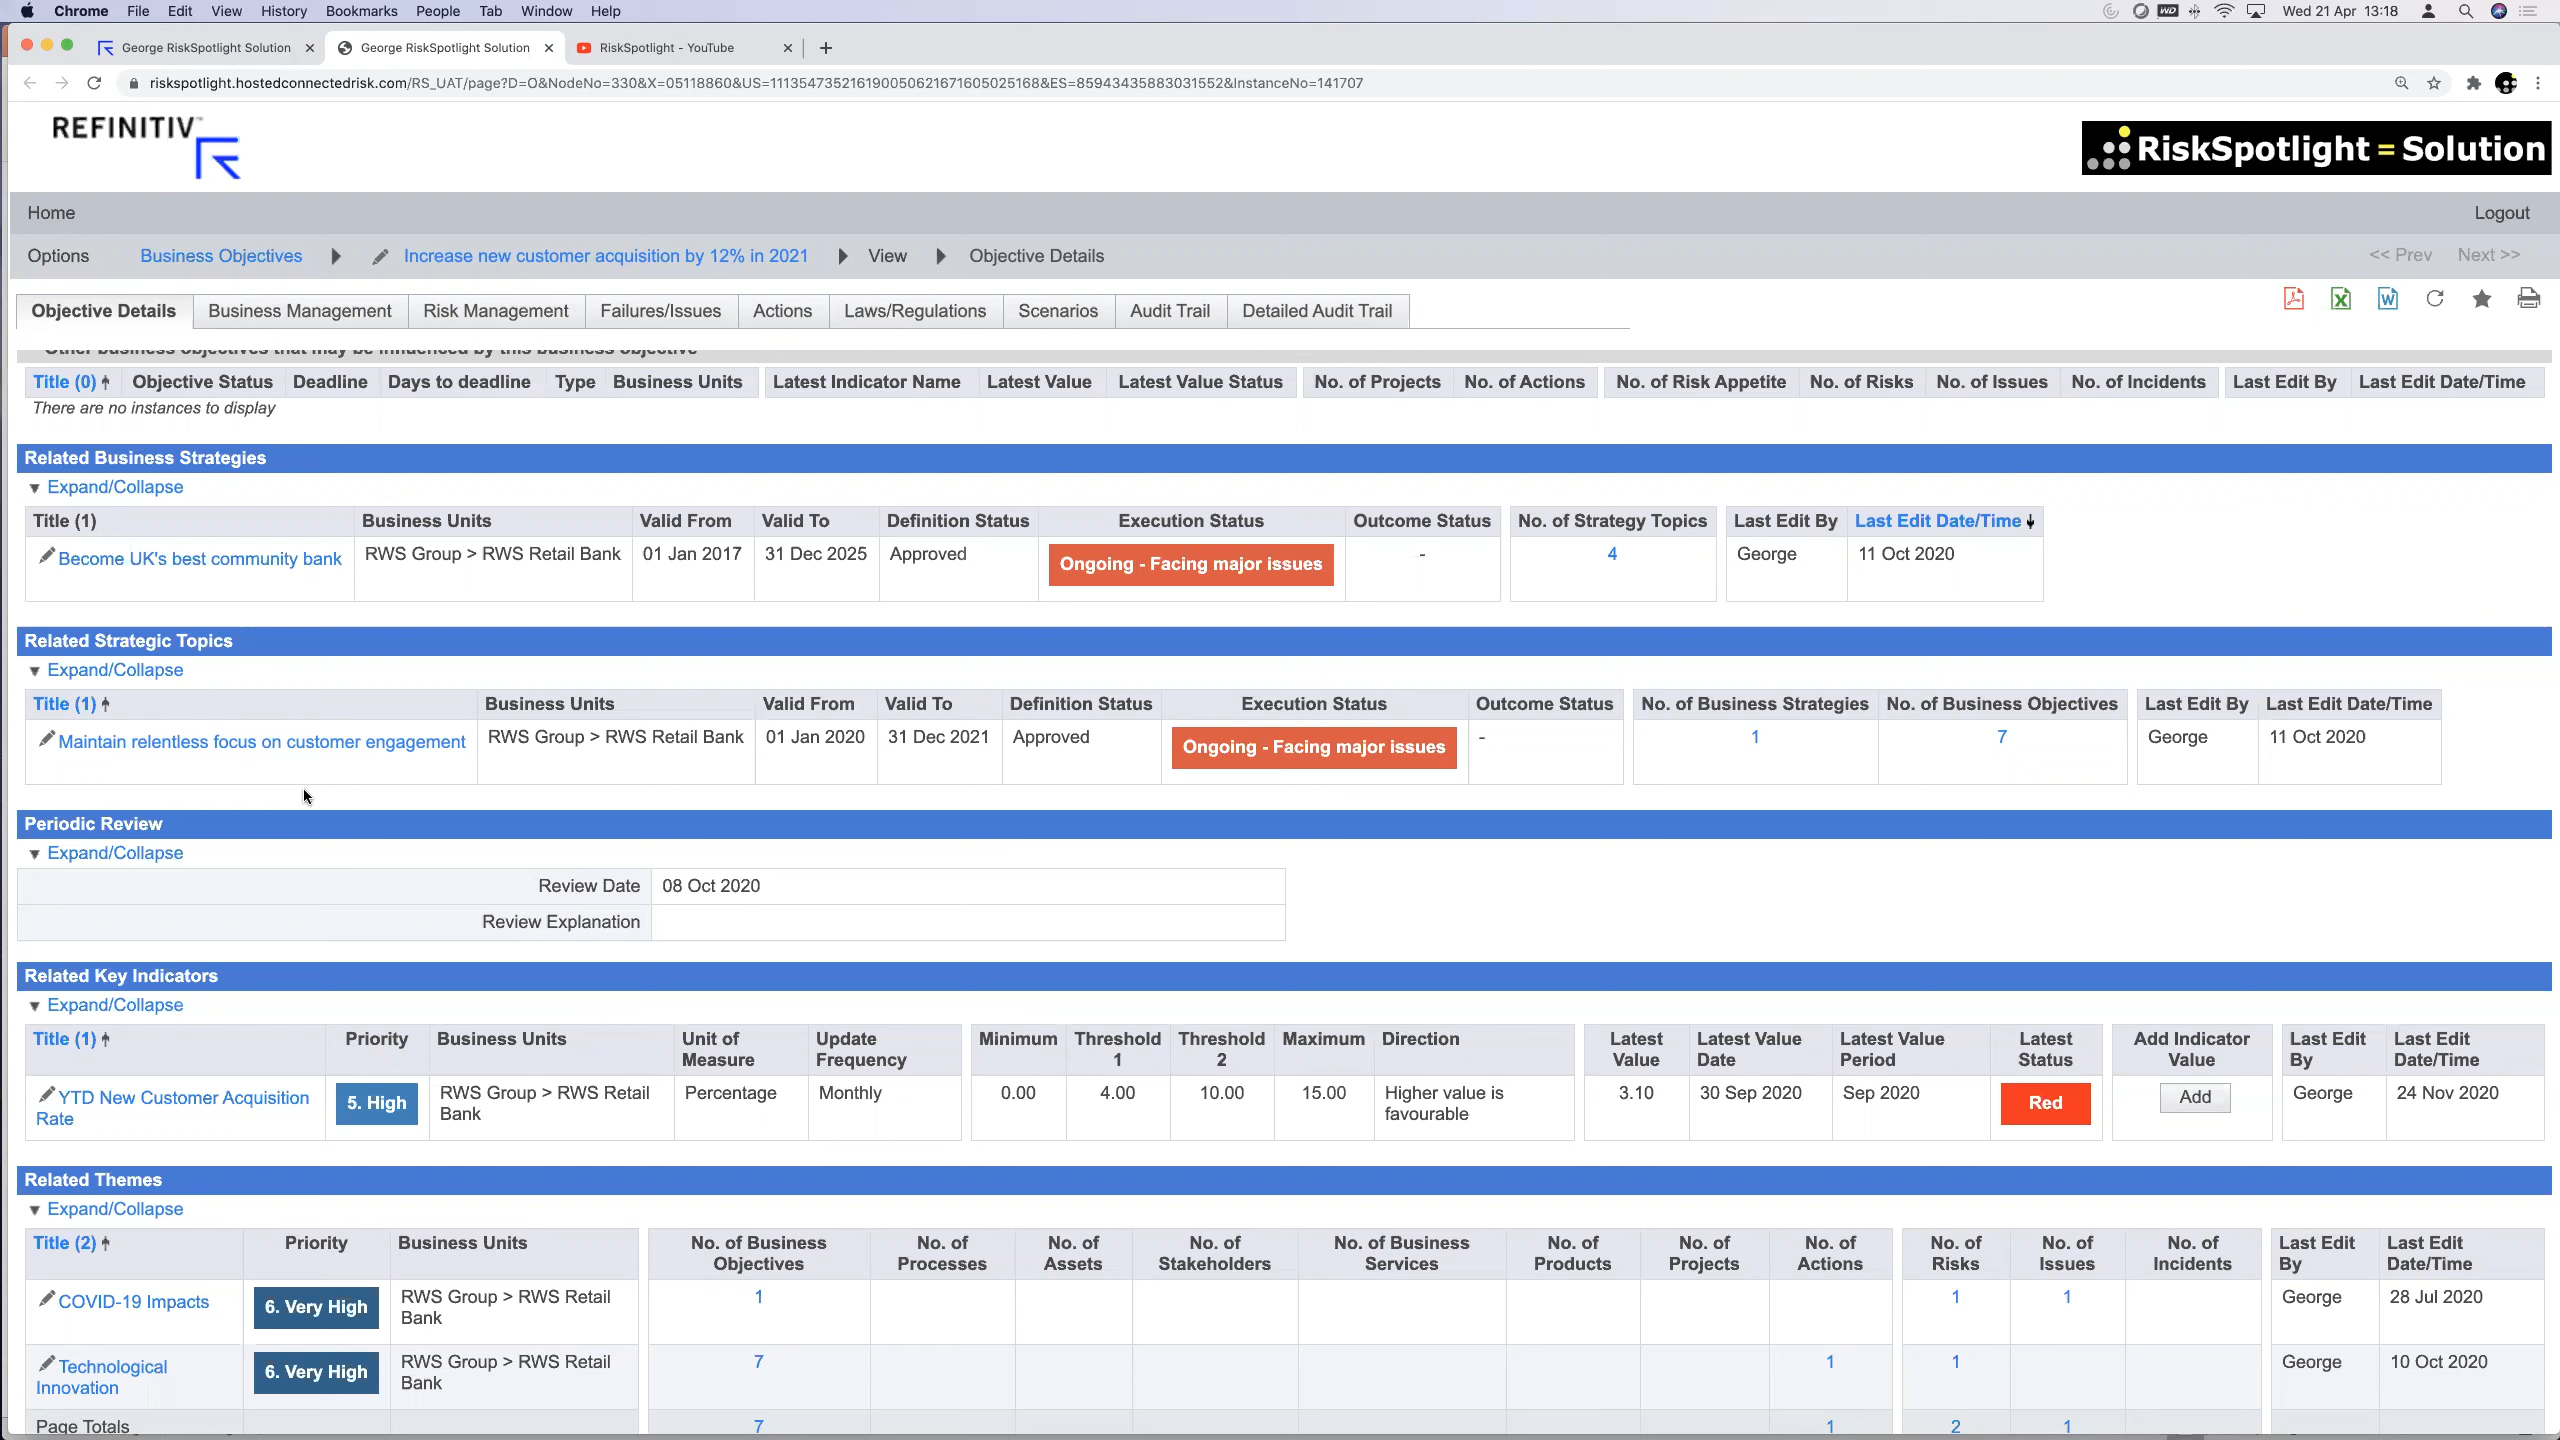 Chrome File Edit View History Bookmarks People Tab Window Help Wed 21 Apr 13:18
George RiskSpotlight Solution George RiskSpotlight Solution RiskSpotlight - YouTube
riskspotlight.hostedconnectedrisk.com/RS_UAT/page?D=O&NodeNo=330&X=05118860&US=11135473521619005062167160502516​8&ES=85943435883031552&InstanceNo=141707
REFINITIV™
RiskSpotlight = Solution
Home Logout
Options Business Objectives Increase new customer acquisition by 12% in 2021 View Objective Details << Prev Next >>
Objective Details Business Management Risk Management Failures/Issues Actions Laws/Regulations Scenarios Audit Trail Detailed Audit Trail
Other business objectives that may be influenced by this business objective
Title (0) Objective Status Deadline Days to deadline Type Business Units Latest Indicator Name Latest Value Latest Value Status No. of Projects No. of Actions No. of Risk Appetite No. of Risks No. of Issues No. of Incidents Last Edit By Last Edit Date/Time
There are no instances to display
Related Business Strategies
Expand/Collapse
Title (1) Business Units Valid From Valid To Definition Status Execution Status Outcome Status No. of Strategy Topics Last Edit By Last Edit Date/Time
Become UK's best community bank RWS Group > RWS Retail Bank 01 Jan 2017 31 Dec 2025 Approved Ongoing - Facing major issues - 4 George 11 Oct 2020
Related Strategic Topics
Expand/Collapse
Title (1) Business Units Valid From Valid To Definition Status Execution Status Outcome Status No. of Business Strategies No. of Business Objectives Last Edit By Last Edit Date/Time
Maintain relentless focus on customer engagement RWS Group > RWS Retail Bank 01 Jan 2020 31 Dec 2021 Approved Ongoing - Facing major issues - 1 7 George 11 Oct 2020
Periodic Review
Expand/Collapse
Review Date 08 Oct 2020
Review Explanation
Related Key Indicators
Expand/Collapse
Title (1) Priority Business Units Unit of Update Minimum Threshold Threshold Maximum Direction Latest Latest Value Latest Value Latest Add Indicator Last Edit Last Edit
Measure Frequency 1 2 Value Date Period Status Value By Date/Time
YTD New Customer Acquisition 5. High RWS Group > RWS Retail Percentage Monthly 0.00 4.00 10.00 15.00 Higher value is 3.10 30 Sep 2020 Sep 2020 Red Add George 24 Nov 2020
Rate Bank favourable
Related Themes
Expand/Collapse
Title (2) Priority Business Units No. of Business No. of No. of No. of No. of Business No. of No. of No. of No. of No. of No. of Last Edit Last Edit
Objectives Processes Assets Stakeholders Services Products Projects Actions Risks Issues Incidents By Date/Time
COVID-19 Impacts 6. Very High RWS Group > RWS Retail 1 1 1 George 28 Jul 2020
Bank
Technological 6. Very High RWS Group > RWS Retail 7 1 1 George 10 Oct 2020
Innovation Bank
Page Totals 7 1 2 1